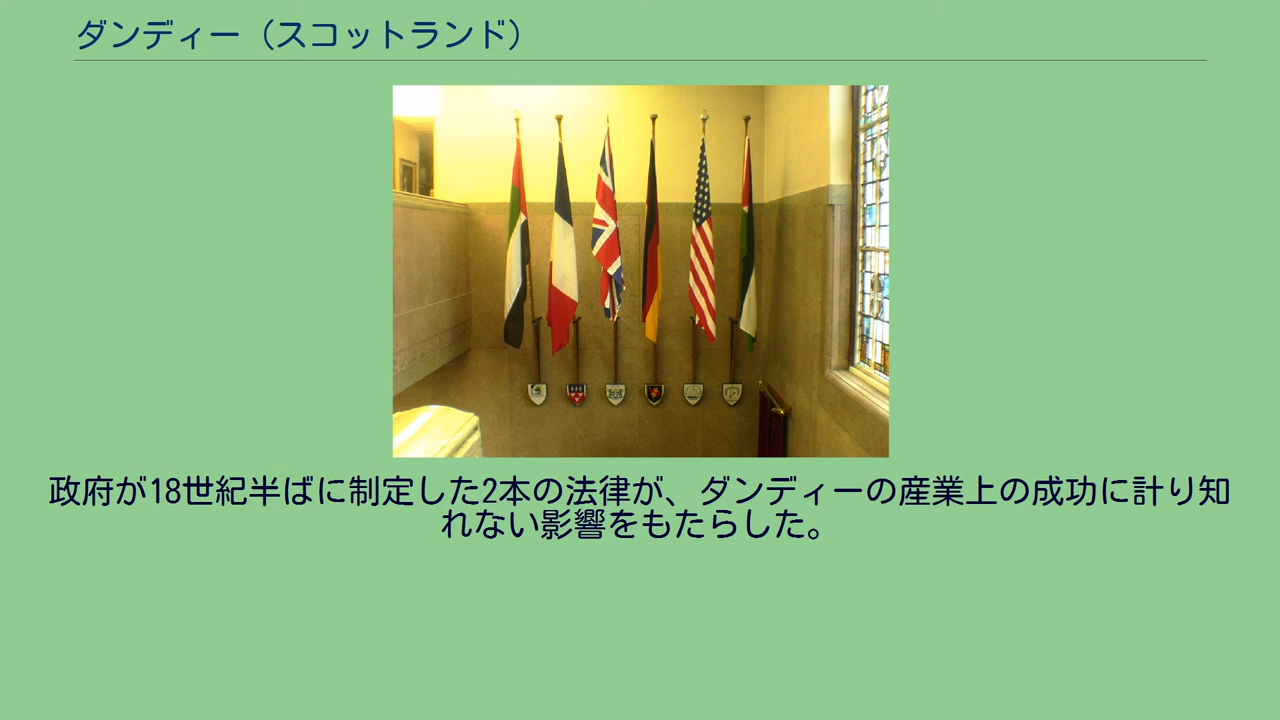 ダンディー（スコットランド）
政府が18世紀半ばに制定した2本の法律が、ダンディーの産業上の成功に計り知
れない影響をもたらした。